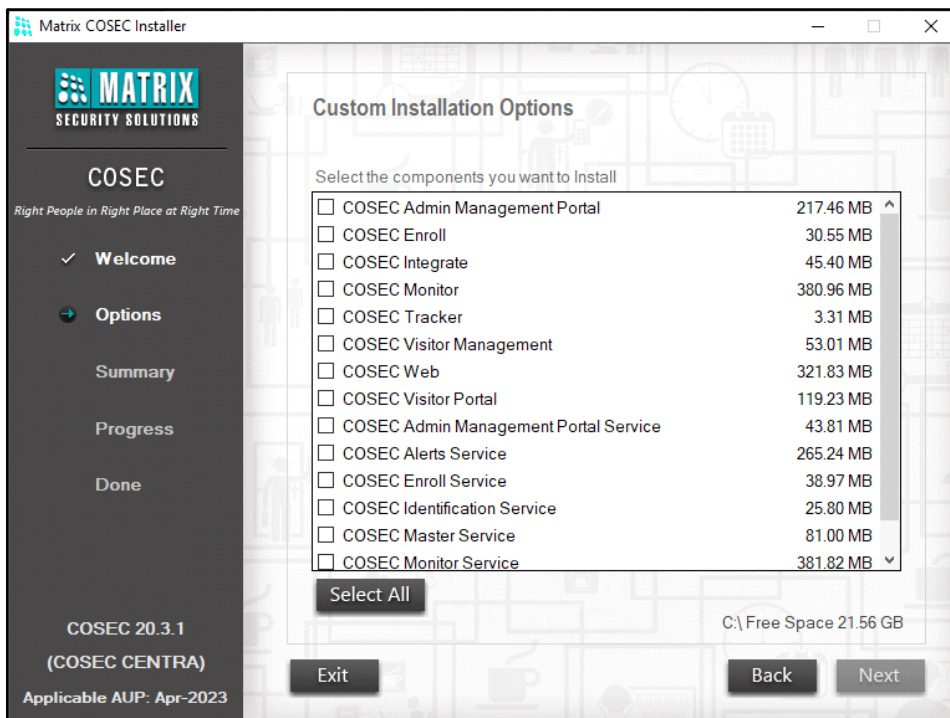 Matrix COSEC Installer
MATRIX
SECURITY SOLUTIONS
COSEC
Right People in Right Place at Right Time
Welcome
Options
Summary
Progress
Done
COSEC 20.3.1
(COSEC CENTRA)
Applicable AUP: Apr-2023
Custom Installation Options
Select the components you want to Install
COSEC Admin Management Portal 217.46 MB
COSEC Enroll 30.55 MB
COSEC Integrate 45.40 MB
COSEC Monitor 380.96 MB
COSEC Tracker 3.31 MB
COSEC Visitor Management 53.01 MB
COSEC Web 321.83 MB
COSEC Visitor Portal 119.23 MB
COSEC Admin Management Portal Service 43.81 MB
COSEC Alerts Service 265.24 MB
COSEC Enroll Service 38.97 MB
COSEC Identification Service 25.80 MB
COSEC Master Service 81.00 MB
COSEC Monitor Service 381.82 MB
Select All
C:\ Free Space 21.56 GB
Exit
Back
Next